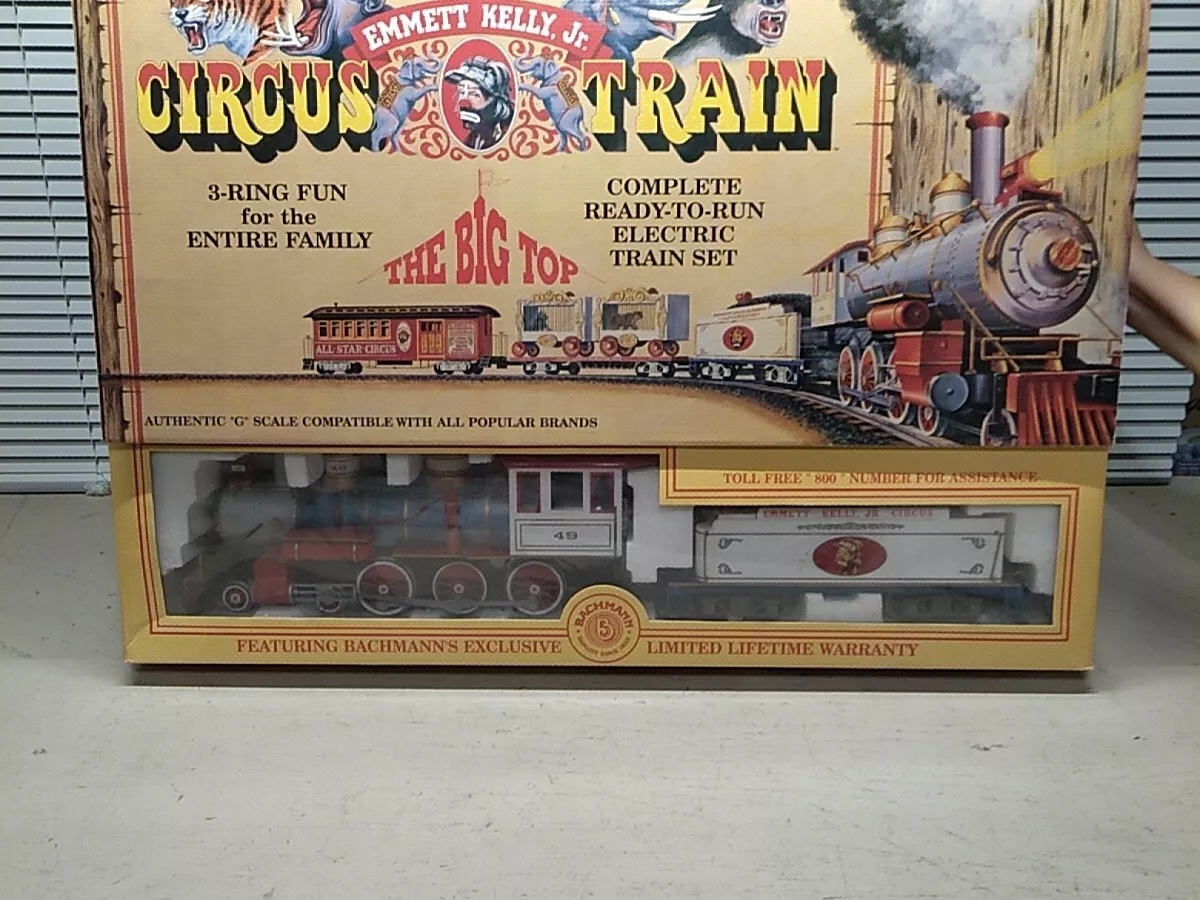 EMMETT KELLY, Jr.
CIRCUS TRAIN
3-RING FUN
for the
ENTIRE FAMILY
COMPLETE
READY-TO-RUN
ELECTRIC
TRAIN SET
THE BIG TOP
ALL STAR CIRCUS
AUTHENTIC "G" SCALE COMPATIBLE WITH ALL POPULAR BRANDS
TOLL FREE "800" NUMBER FOR ASSISTANCE
49
49
EMMETT KELLY, JR. CIRCUS
BACHMANN
FEATURING BACHMANN'S EXCLUSIVE LIMITED LIFETIME WARRANTY